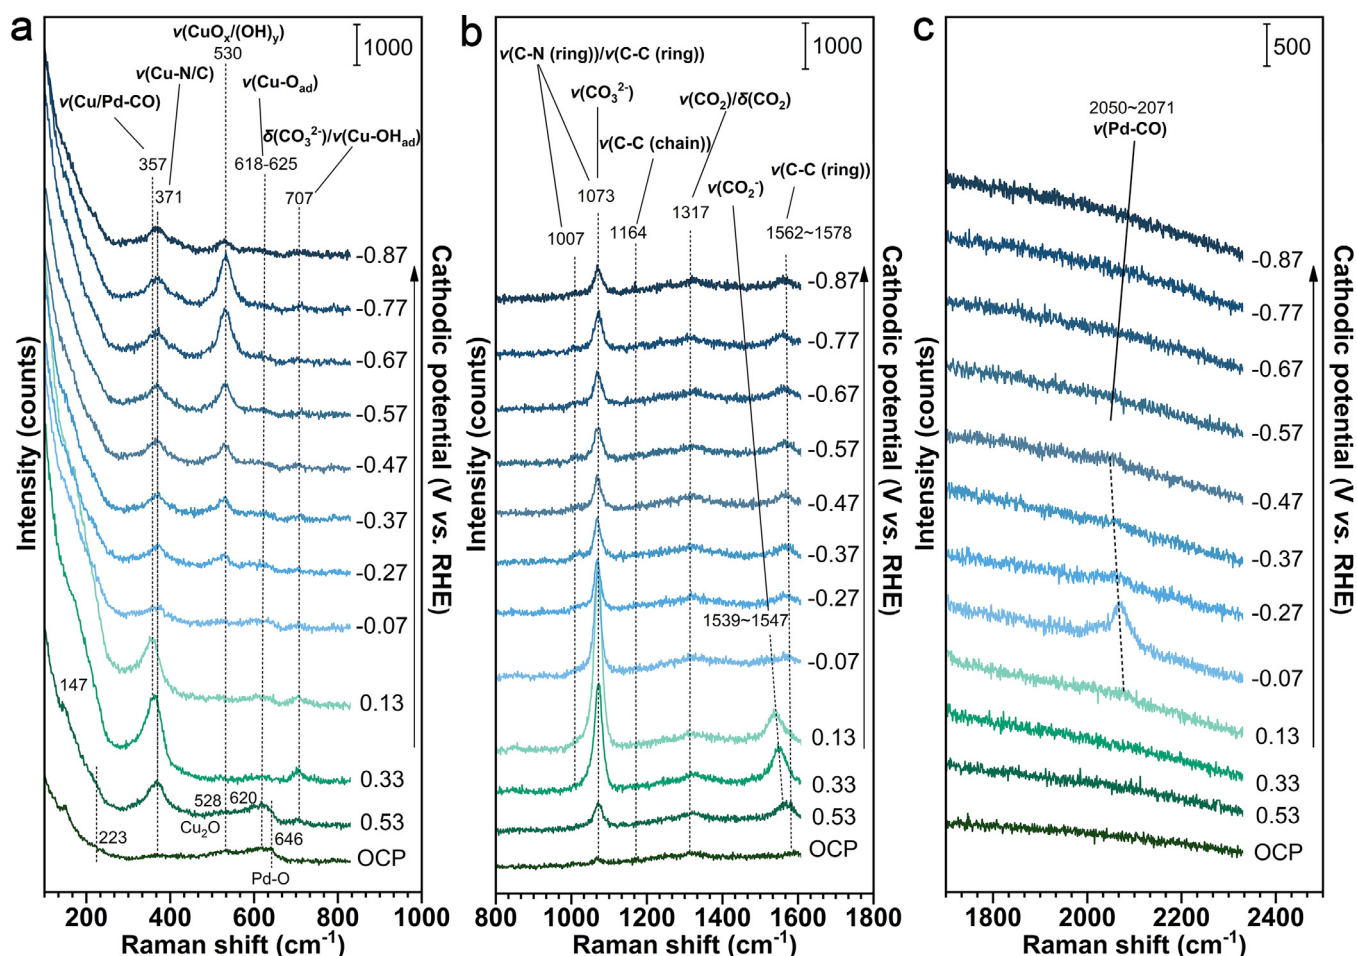 a
ν(CuOx/(OH)y)
530
1000
ν(Cu-N/C)
ν(Cu-Oad)
ν(Cu/Pd-CO)
δ(CO3²⁻)/ν(Cu-OHad)
357
618-625
371
707
-0.87
-0.77
-0.67
-0.57
-0.47
-0.37
-0.27
-0.07
0.13
147
0.33
528
620
0.53
Cu2O
223
646
OCP
Pd-O
Intensity (counts)
Cathodic potential (V vs. RHE)
200
400
600
800
1000
Raman shift (cm⁻¹)
b
1000
ν(C-N (ring))/ν(C-C (ring))
ν(CO3²⁻)
ν(CO2)/δ(CO2)
ν(C-C (chain))
ν(C-C (ring))
ν(CO2⁻)
1073
1317
1007
1164
1562~1578
-0.87
-0.77
-0.67
-0.57
-0.47
-0.37
-0.27
1539~1547
-0.07
0.13
0.33
0.53
OCP
Intensity (counts)
Cathodic potential (V vs. RHE)
800
1000
1200
1400
1600
1800
Raman shift (cm⁻¹)
c
500
2050~2071
ν(Pd-CO)
-0.87
-0.77
-0.67
-0.57
-0.47
-0.37
-0.27
-0.07
0.13
0.33
0.53
OCP
Intensity (counts)
Cathodic potential (V vs. RHE)
1800
2000
2200
2400
Raman shift (cm⁻¹)